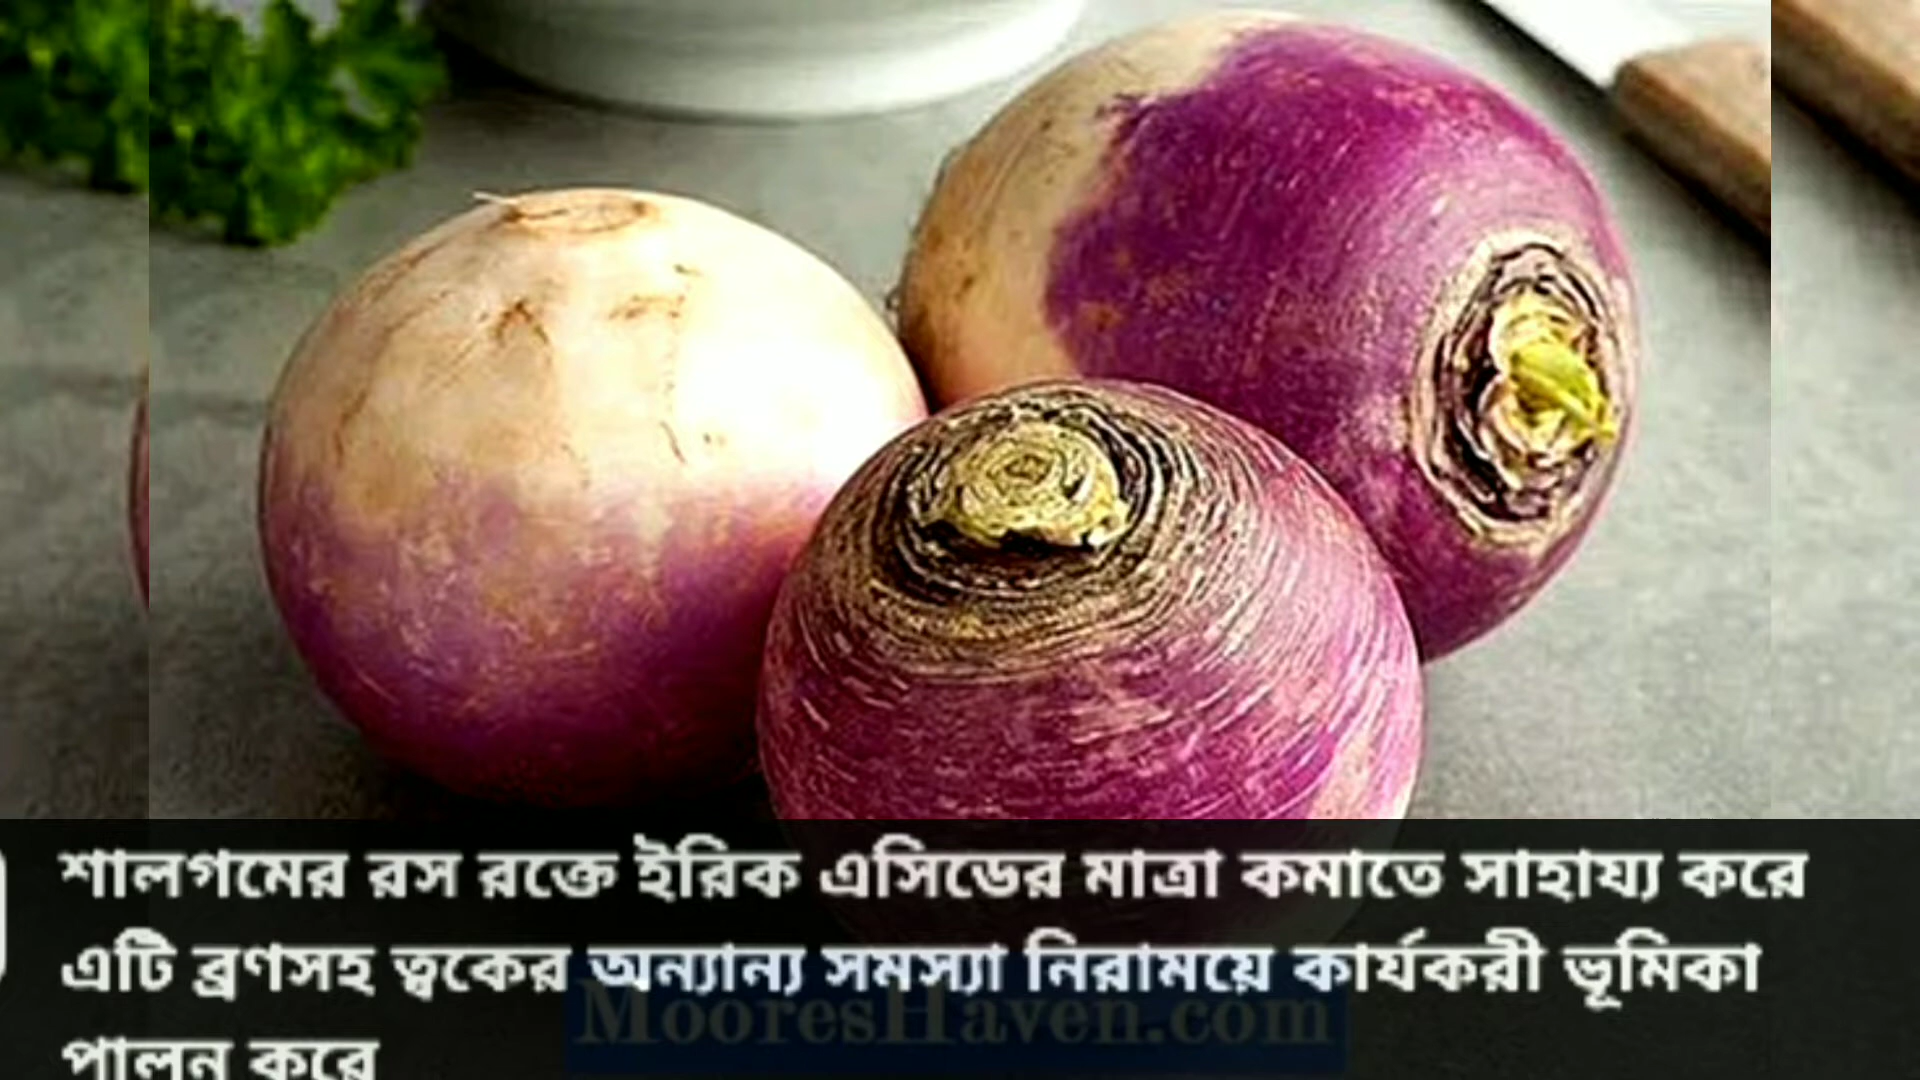 শালগমের রস রক্তে ইরিক এসিডের মাত্রা কমাতে সাহায্য করে
এটি ব্রণসহ ত্বকের অন্যান্য সমস্যা নিরাময়ে কার্যকরী ভূমিকা
MooresHaven.com
পালন করে